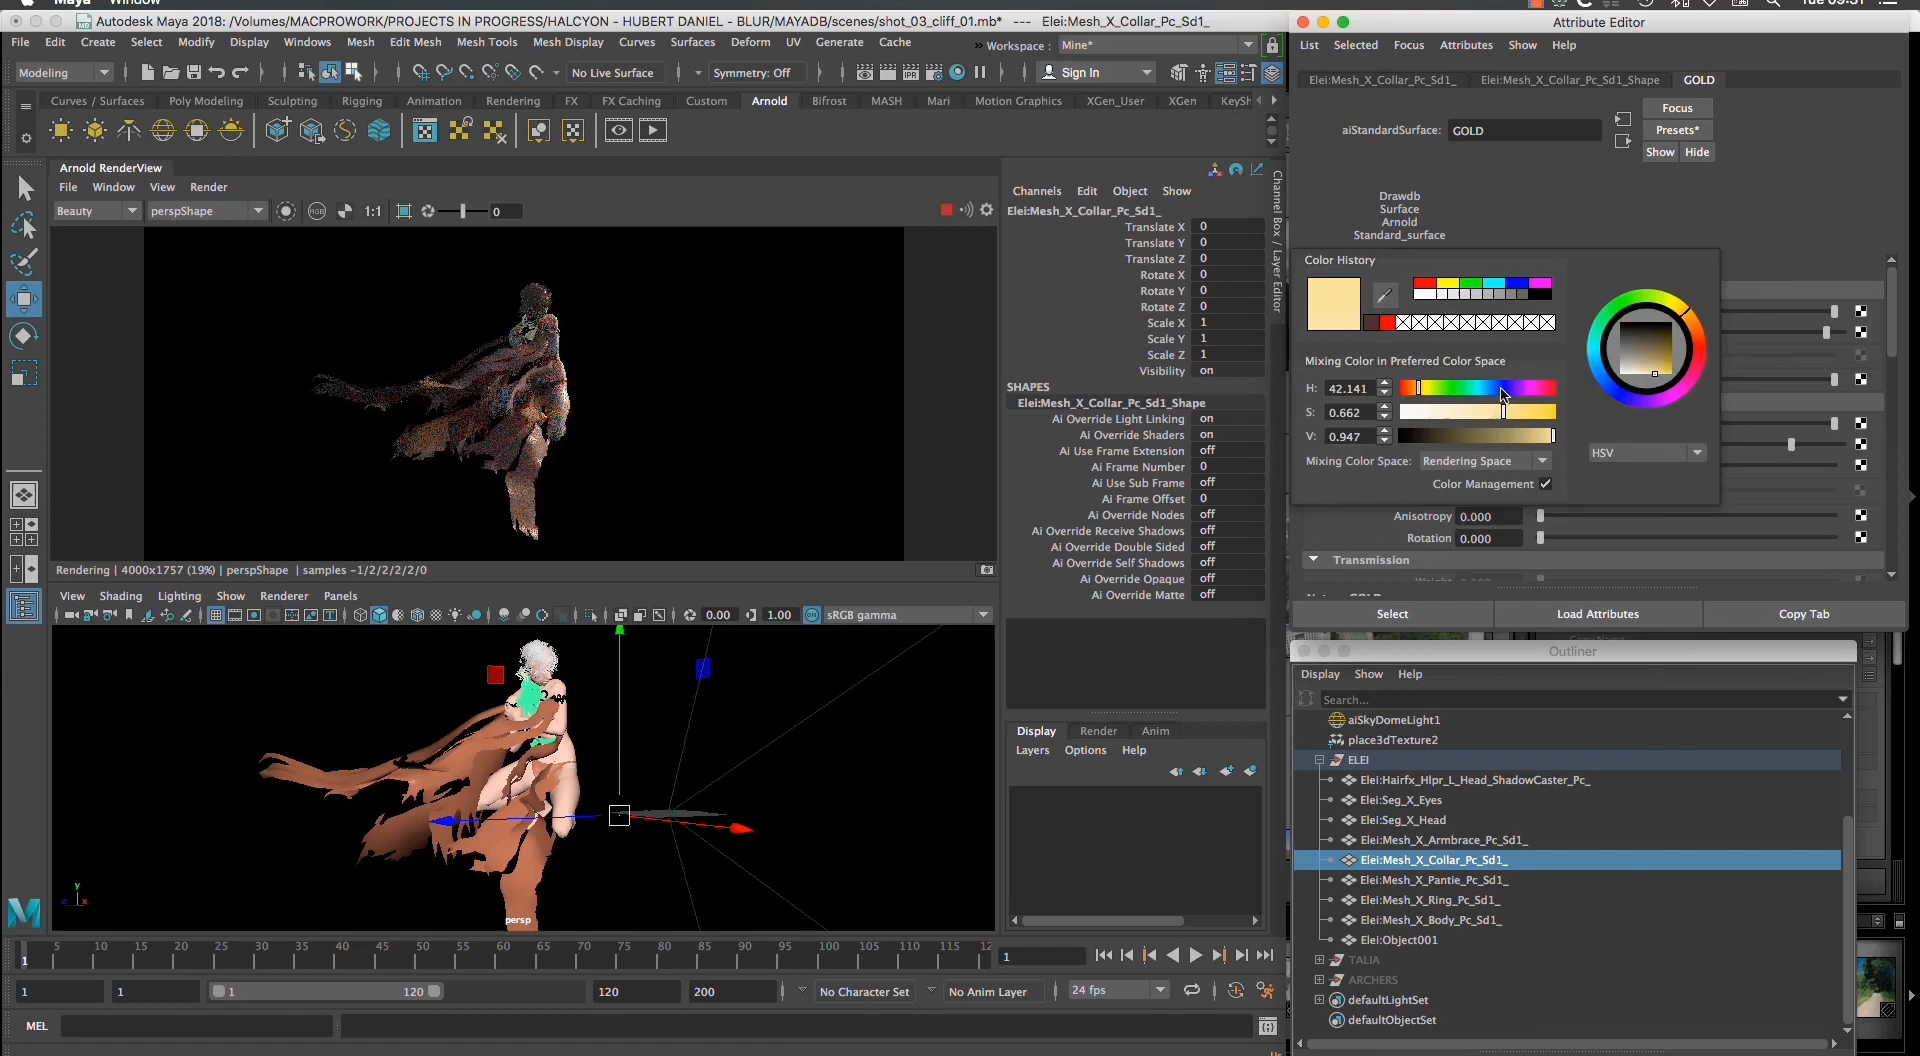 Maya Window
Autodesk Maya 2018: /Volumes/MACPROWORK/PROJECTS IN PROGRESS/HALCYON - HUBERT DANIEL - BLUR/MAYADB/scenes/shot_03_cliff_01.mb* --- Elei:Mesh_X_Collar_Pc_Sd1_
File Edit Create Select Modify Display Windows Mesh Edit Mesh Mesh Tools Mesh Display Curves Surfaces Deform UV Generate Cache
» Workspace : Mine*
Modeling No Live Surface Symmetry: Off IPR Sign In
Curves / Surfaces Poly Modeling Sculpting Rigging Animation Rendering FX FX Caching Custom Arnold Bifrost MASH Mari Motion Graphics XGen_User XGen KeySh
Arnold RenderView
File Window View Render
Beauty perspShape RGB 1:1 0
Rendering | 4000x1757 (19%) | perspShape | samples -1/2/2/2/2/0
View Shading Lighting Show Renderer Panels
0.00 1.00 sRGB gamma
y
z x
persp
Channels Edit Object Show
Elei:Mesh_X_Collar_Pc_Sd1_
Translate X 0
Translate Y 0
Translate Z 0
Rotate X 0
Rotate Y 0
Rotate Z 0
Scale X 1
Scale Y 1
Scale Z 1
Visibility on
SHAPES
Elei:Mesh_X_Collar_Pc_Sd1_Shape
Ai Override Light Linking on
Ai Override Shaders on
Ai Use Frame Extension off
Ai Frame Number 0
Ai Use Sub Frame off
Ai Frame Offset 0
Ai Override Nodes off
Ai Override Receive Shadows off
Ai Override Double Sided off
Ai Override Self Shadows off
Ai Override Opaque off
Ai Override Matte off
Channel Box / Layer Editor
Display Render Anim
Layers Options Help
1 5 10 15 20 25 30 35 40 45 50 55 60 65 70 75 80 85 90 95 100 105 110 115 12
1
1 1 1 120 120 200 No Character Set No Anim Layer 24 fps
MEL
Tue 09:51
Attribute Editor
List Selected Focus Attributes Show Help
Elei:Mesh_X_Collar_Pc_Sd1_ Elei:Mesh_X_Collar_Pc_Sd1_Shape GOLD
aiStandardSurface: GOLD
Focus
Presets*
Show Hide
Drawdb
Surface
Arnold
Standard_surface
Color History
Mixing Color in Preferred Color Space
H: 42.141
S: 0.662
V: 0.947
HSV
Mixing Color Space: Rendering Space
Color Management
Anisotropy 0.000
Rotation 0.000
Transmission
Select Load Attributes Copy Tab
Outliner
Display Show Help
Search...
aiSkyDomeLight1
place3dTexture2
ELEI
Elei:Hairfx_Hlpr_L_Head_ShadowCaster_Pc_
Elei:Seg_X_Eyes
Elei:Seg_X_Head
Elei:Mesh_X_Armbrace_Pc_Sd1_
Elei:Mesh_X_Collar_Pc_Sd1_
Elei:Mesh_X_Pantie_Pc_Sd1_
Elei:Mesh_X_Ring_Pc_Sd1_
Elei:Mesh_X_Body_Pc_Sd1_
Elei:Object001
TALIA
ARCHERS
defaultLightSet
defaultObjectSet